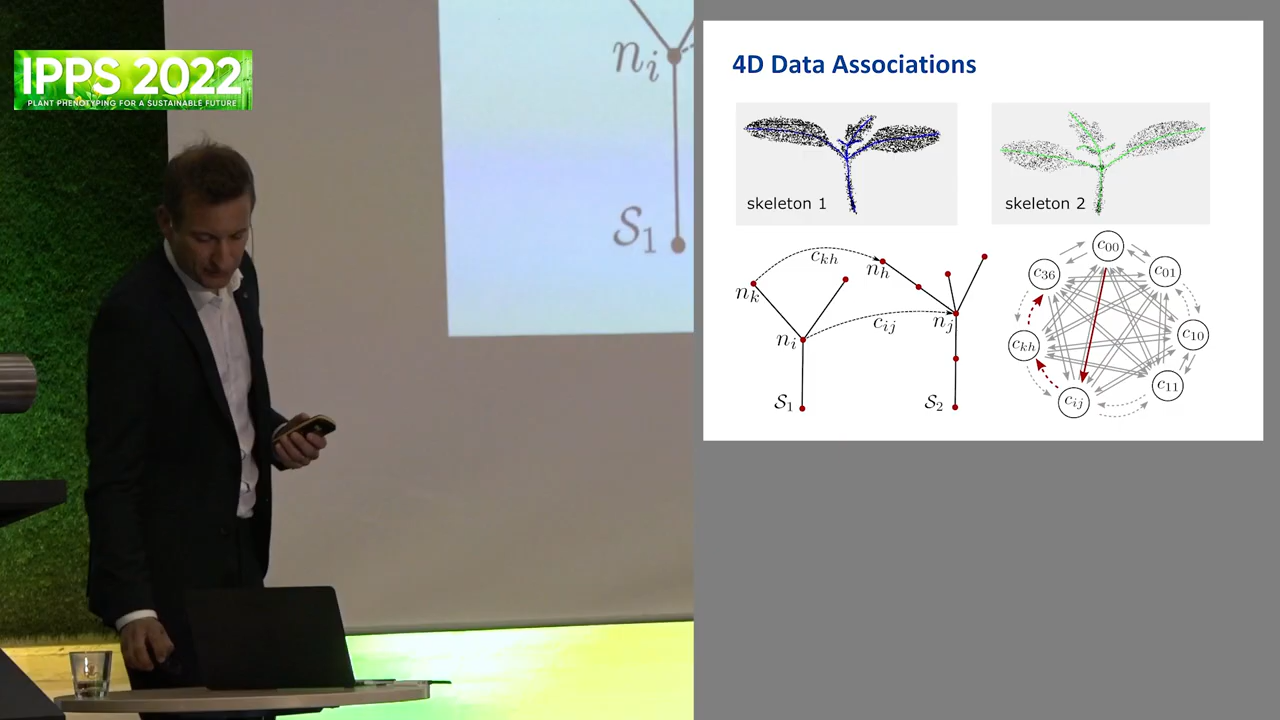 IPPS 2022
PLANT PHENOTYPING FOR A SUSTAINABLE FUTURE
n_i
S_1
4D Data Associations
skeleton 1
skeleton 2
c_kh
n_k
n_h
c_ij
n_i
n_j
S_1
S_2
c_00
c_36
c_01
c_kh
c_10
c_11
c_ij